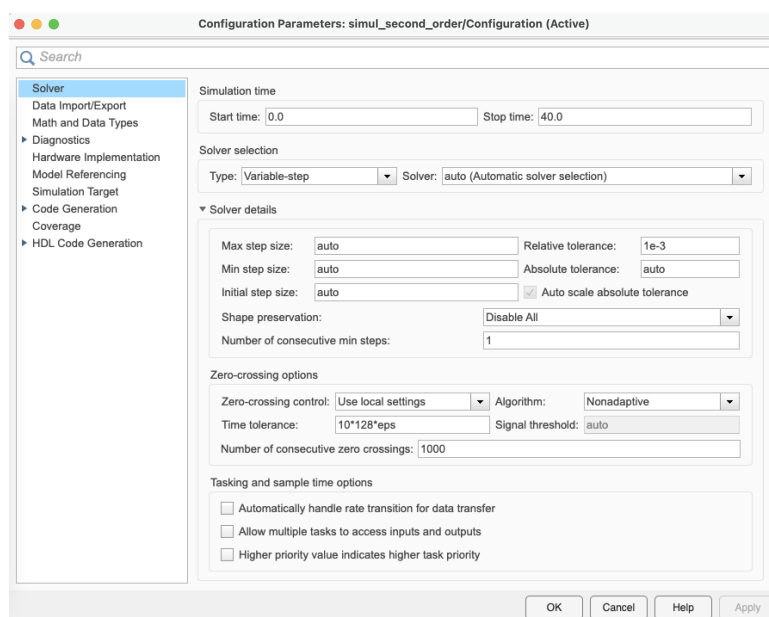 Configuration Parameters: simul_second_order/Configuration (Active)
Search
Solver
Data Import/Export
Math and Data Types
Diagnostics
Hardware Implementation
Model Referencing
Simulation Target
Code Generation
Coverage
HDL Code Generation
Simulation time
Start time: 0.0 Stop time: 40.0
Solver selection
Type: Variable-step Solver: auto (Automatic solver selection)
Solver details
Max step size: auto Relative tolerance: 1e-3
Min step size: auto Absolute tolerance: auto
Initial step size: auto Auto scale absolute tolerance
Shape preservation: Disable All
Number of consecutive min steps: 1
Zero-crossing options
Zero-crossing control: Use local settings Algorithm: Nonadaptive
Time tolerance: 10*128*eps Signal threshold: auto
Number of consecutive zero crossings: 1000
Tasking and sample time options
Automatically handle rate transition for data transfer
Allow multiple tasks to access inputs and outputs
Higher priority value indicates higher task priority
OK Cancel Help Apply